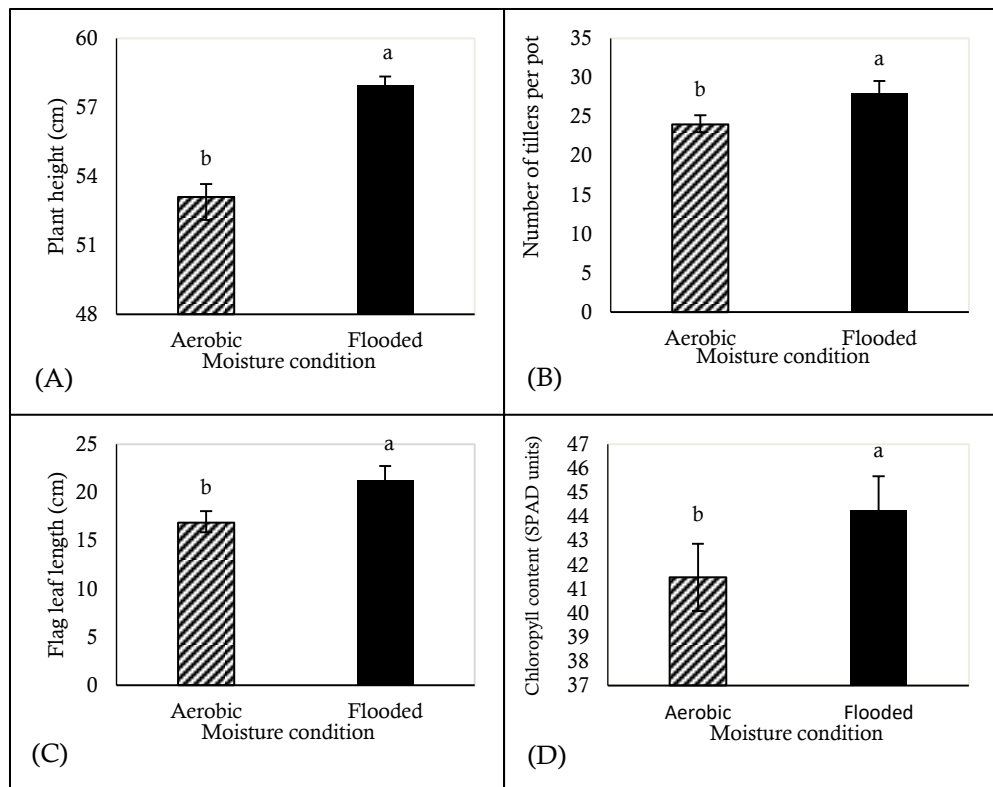 Plant height (cm)
60
57
54
51
48
b
a
Aerobic
Flooded
Moisture condition
(A)
Number of tillers per pot
35
30
25
20
15
10
5
0
b
a
Aerobic
Flooded
Moisture condition
(B)
Flag leaf length (cm)
25
20
15
10
5
0
b
a
Aerobic
Flooded
Moisture condition
(C)
Chloropyll content (SPAD units)
47
46
45
44
43
42
41
40
39
38
37
b
a
Aerobic
Flooded
Moisture condition
(D)